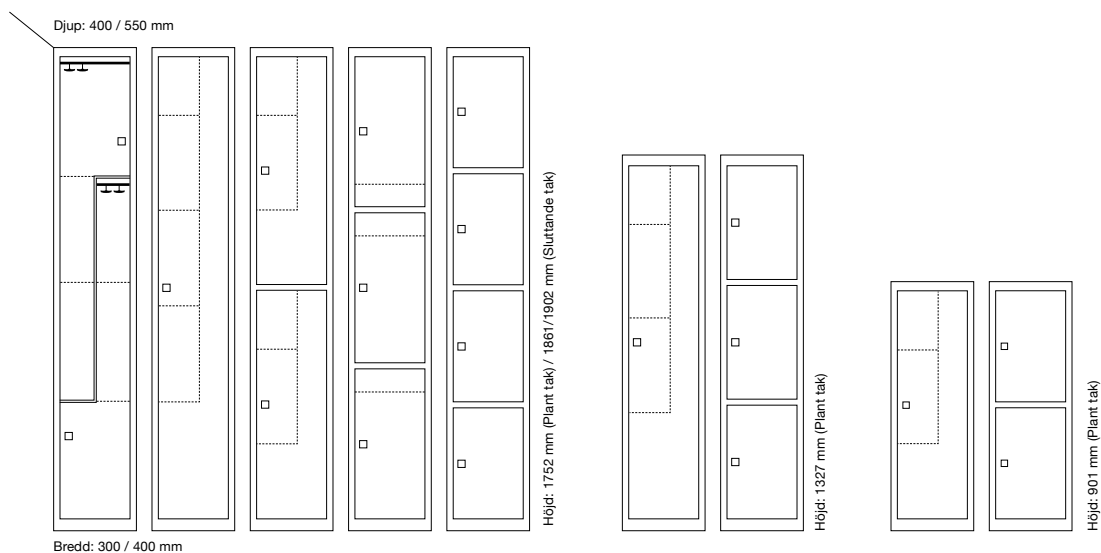 Djup: 400 / 550 mm
Höjd: 1752 mm (Plant tak) / 1861/1902 mm (Sluttande tak)
Höjd: 1327 mm (Plant tak)
Höjd: 901 mm (Plant tak)
Bredd: 300 / 400 mm